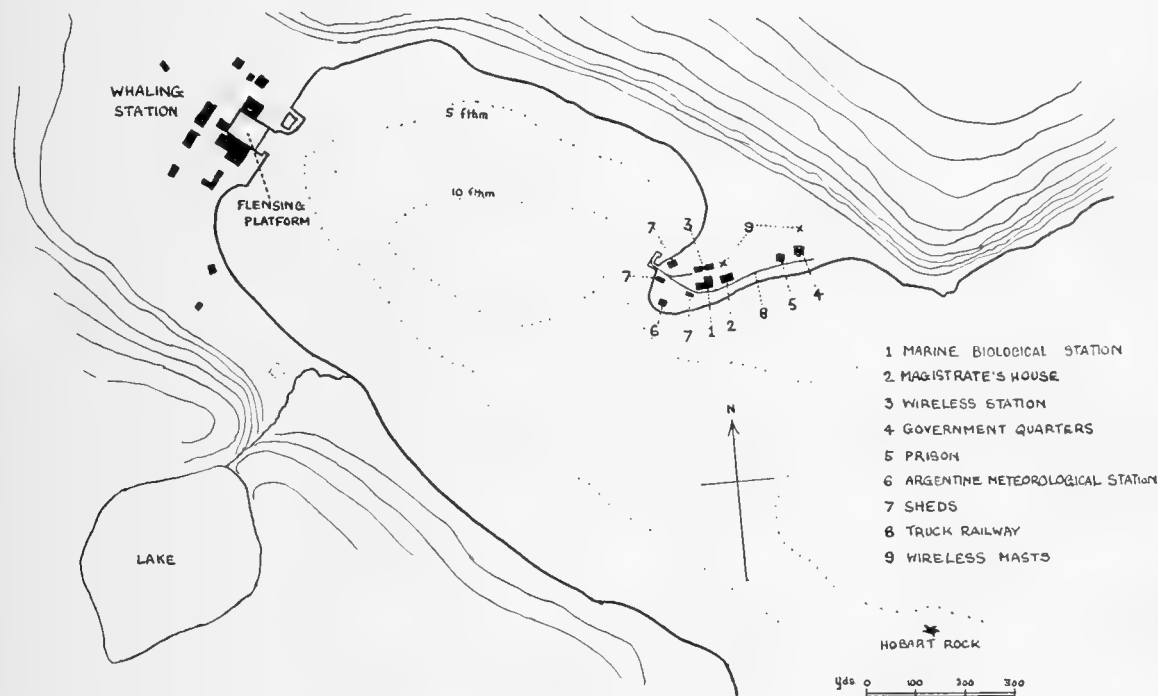 WHALING
STATION
5 fthm
10 fthm
FLENSING
PLATFORM
7
3
9
7
6
7
1
2
8
5
4
1 MARINE BIOLOGICAL STATION
2 MAGISTRATE'S HOUSE
3 WIRELESS STATION
4 GOVERNMENT QUARTERS
5 PRISON
6 ARGENTINE METEOROLOGICAL STATION
7 SHEDS
8 TRUCK RAILWAY
9 WIRELESS MASTS
N
LAKE
HOBART ROCK
yds 0 100 200 300